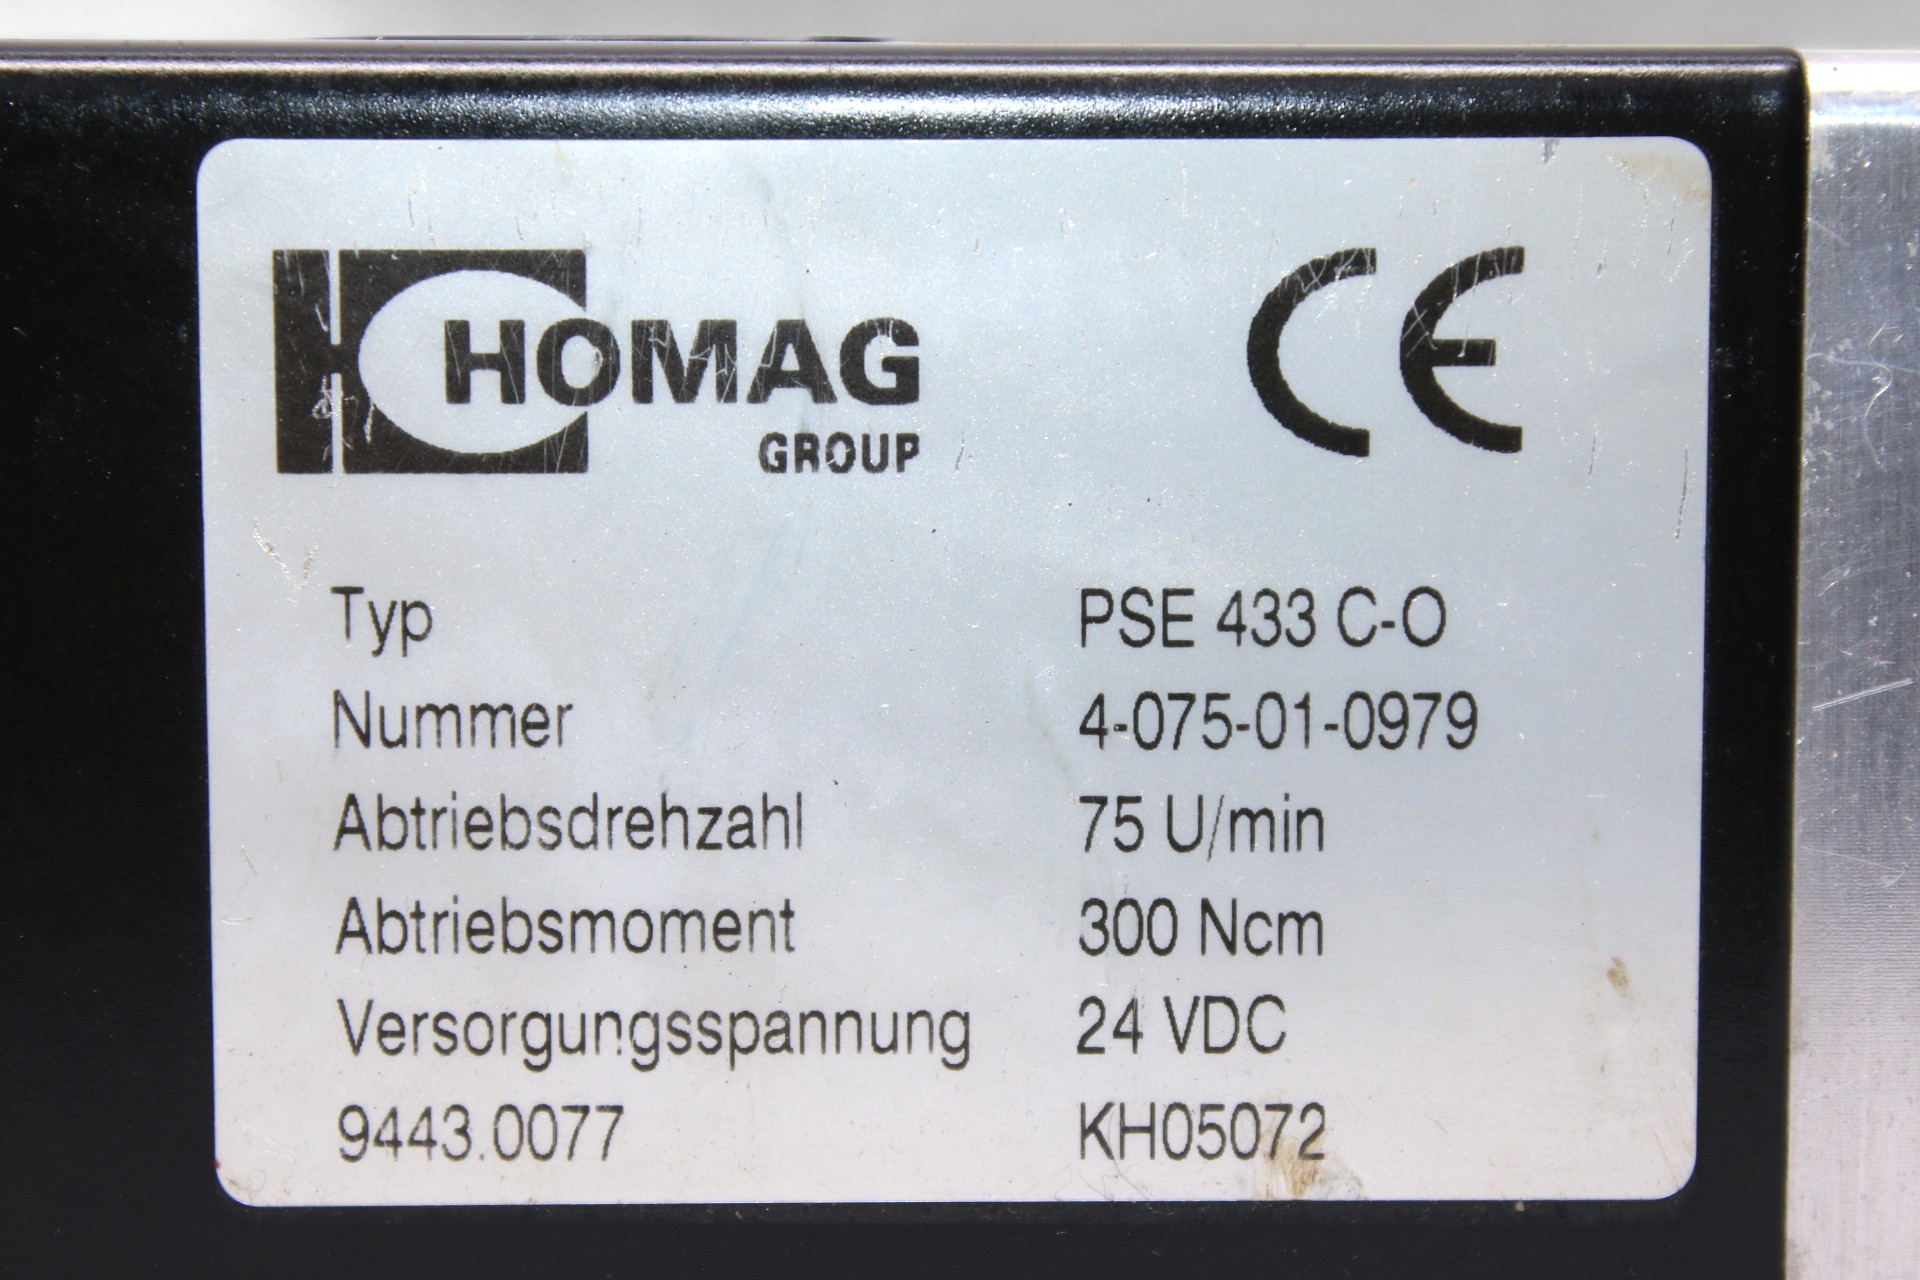 HOMAG
GROUP
CE
Typ PSE 433 C-O
Nummer 4-075-01-0979
Abtriebsdrehzahl 75 U/min
Abtriebsmoment 300 Ncm
Versorgungsspannung 24 VDC
9443.0077 KH05072